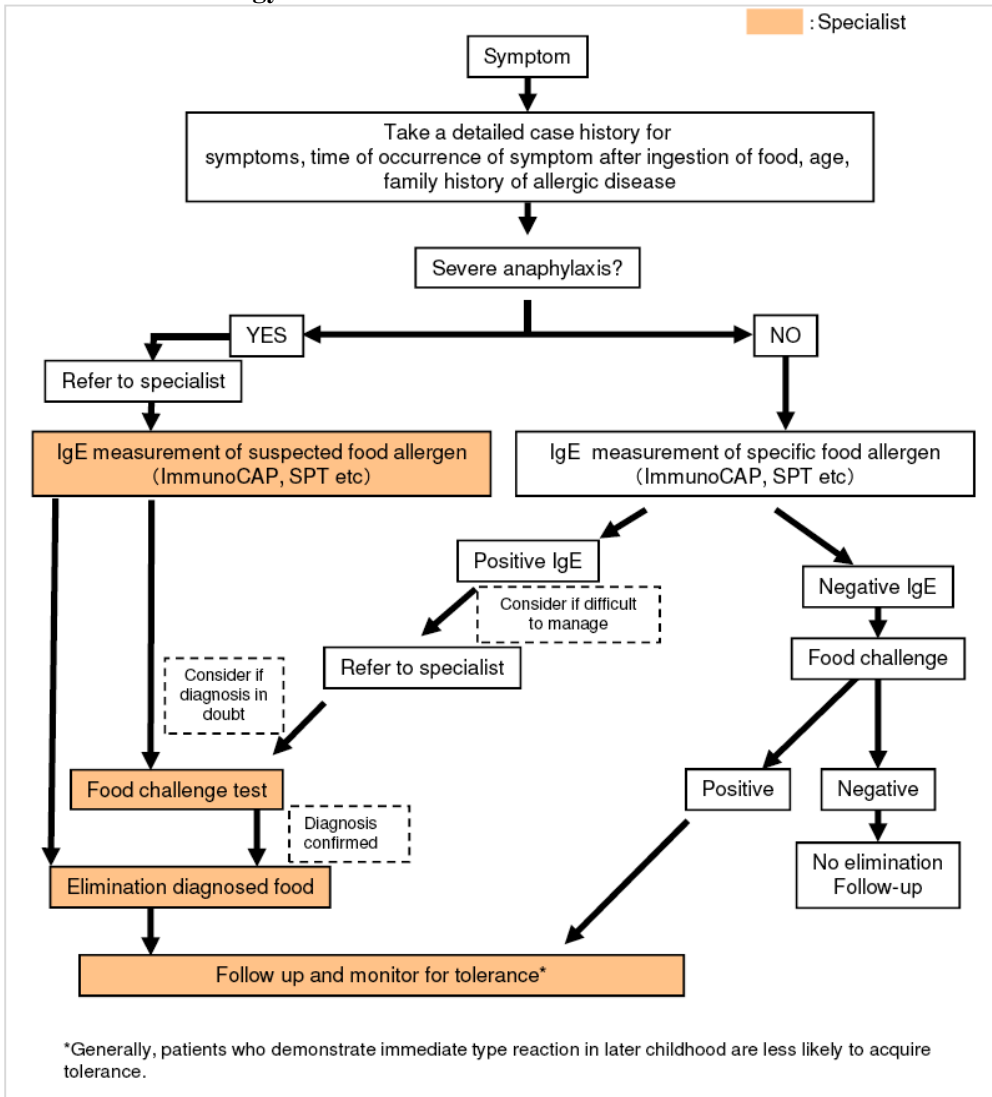 : Specialist
Symptom
Take a detailed case history for
symptoms, time of occurrence of symptom after ingestion of food, age,
family history of allergic disease
Severe anaphylaxis?
YES
NO
Refer to specialist
IgE measurement of suspected food allergen
(ImmunoCAP, SPT etc)
IgE measurement of specific food allergen
(ImmunoCAP, SPT etc)
Positive IgE
Negative IgE
Consider if difficult
to manage
Food challenge
Refer to specialist
Consider if
diagnosis in
doubt
Food challenge test
Positive
Negative
Diagnosis
confirmed
No elimination
Follow-up
Elimination diagnosed food
Follow up and monitor for tolerance*
*Generally, patients who demonstrate immediate type reaction in later childhood are less likely to acquire
tolerance.